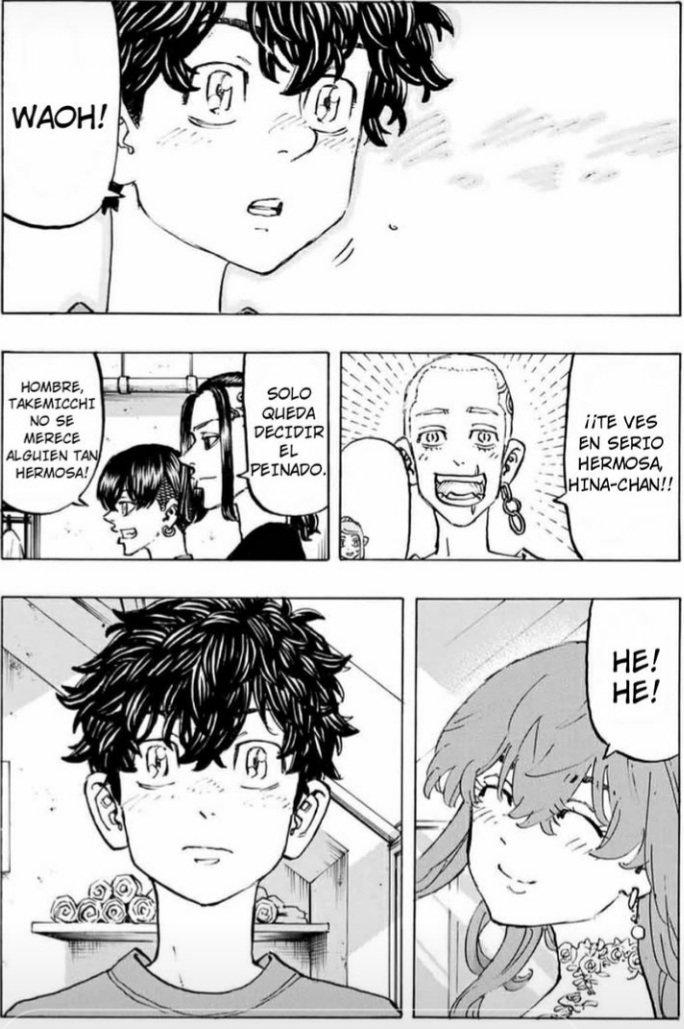 WAOH!
¡¡TE VES
EN SERIO
HERMOSA,
HINA-CHAN!!
SOLO
QUEDA
DECIDIR
EL
PEINADO.
HOMBRE,
TAKEMICCHI
NO SE
MERECE
ALGUIEN TAN
HERMOSA!
HE!
HE!